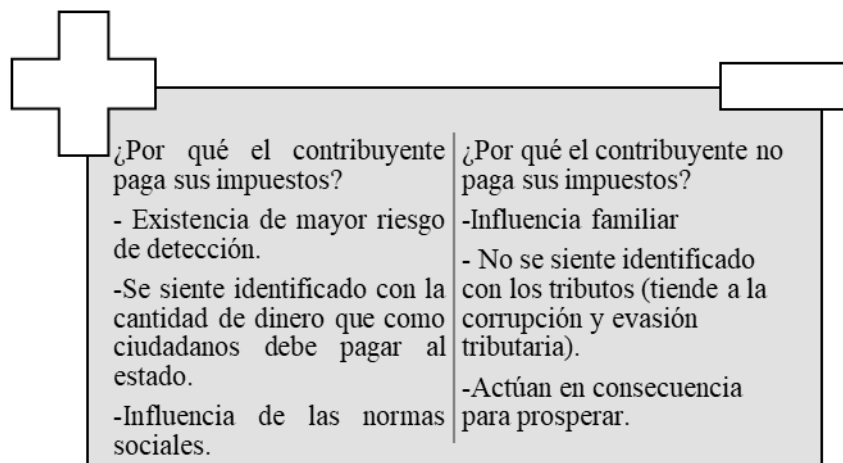 ¿Por qué el contribuyente
paga sus impuestos?
- Existencia de mayor riesgo
de detección.
-Se siente identificado con la
cantidad de dinero que como
ciudadanos debe pagar al
estado.
-Influencia de las normas
sociales.
¿Por qué el contribuyente no
paga sus impuestos?
-Influencia familiar
- No se siente identificado
con los tributos (tiende a la
corrupción y evasión
tributaria).
-Actúan en consecuencia
para prosperar.